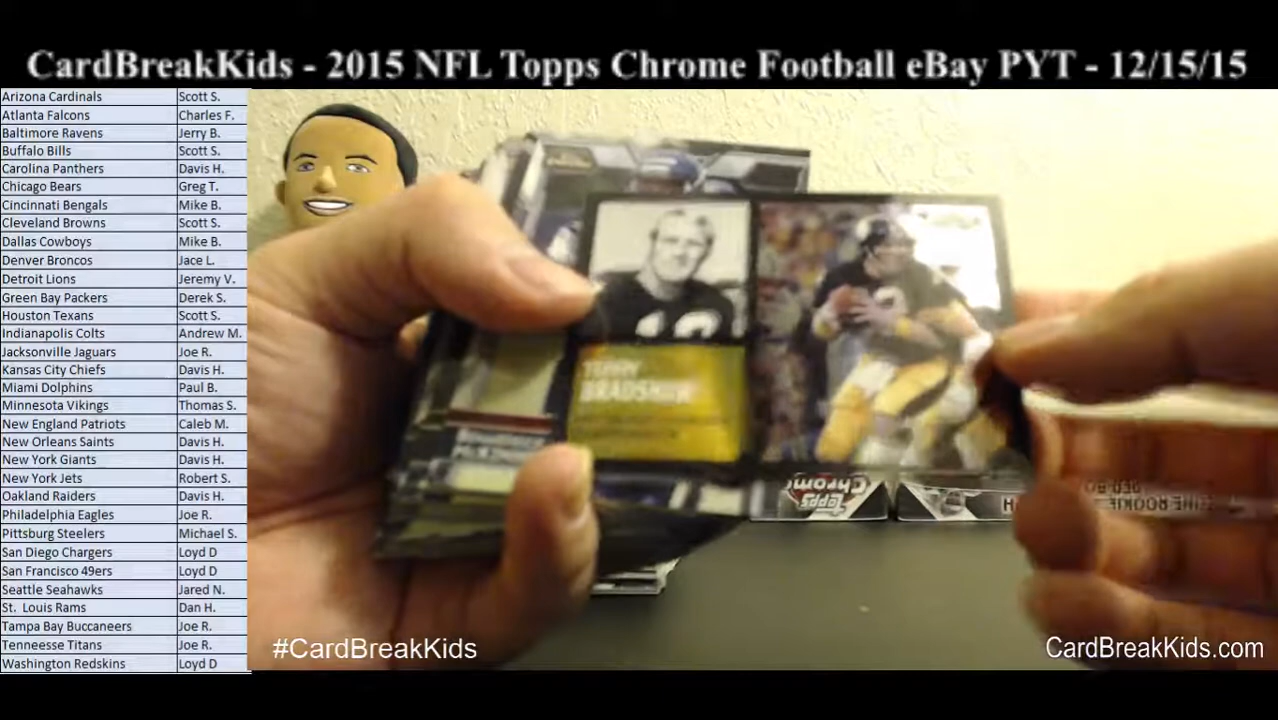 CardBreakKids - 2015 NFL Topps Chrome Football eBay PYT - 12/15/15
Arizona Cardinals Scott S.
Atlanta Falcons Charles F.
Baltimore Ravens Jerry B.
Buffalo Bills Scott S.
Carolina Panthers Davis H.
Chicago Bears Greg T.
Cincinnati Bengals Mike B.
Cleveland Browns Scott S.
Dallas Cowboys Mike B.
Denver Broncos Jace L.
Detroit Lions Jeremy V.
Green Bay Packers Derek S.
Houston Texans Scott S.
Indianapolis Colts Andrew M.
Jacksonville Jaguars Joe R.
Kansas City Chiefs Davis H.
Miami Dolphins Paul B.
Minnesota Vikings Thomas S.
New England Patriots Caleb M.
New Orleans Saints Davis H.
New York Giants Davis H.
New York Jets Robert S.
Oakland Raiders Davis H.
Philadelphia Eagles Joe R.
Pittsburg Steelers Michael S.
San Diego Chargers Loyd D
San Francisco 49ers Loyd D
Seattle Seahawks Jared N.
St. Louis Rams Dan H.
Tampa Bay Buccaneers Joe R.
Tenneesse Titans Joe R.
Washington Redskins Loyd D
TERRY
BRADSHAW
Topps
Chrome
#CardBreakKids
CardBreakKids.com